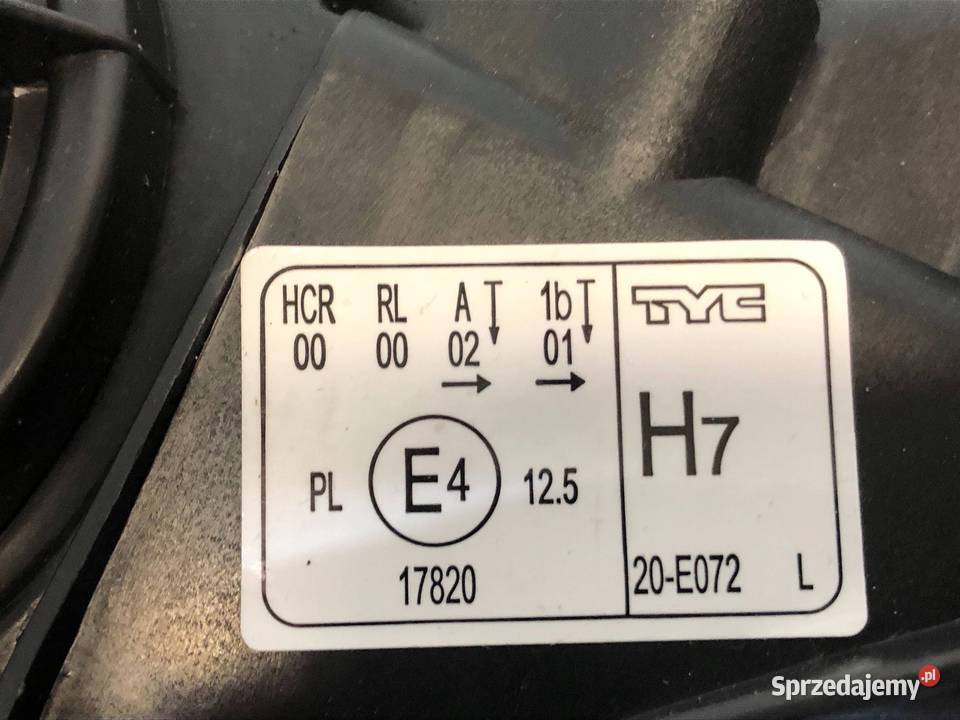 HCR RL A 1b
00 00 02 01
→ →
PL E4 12.5
17820
TYC
H7
20-E072 L
Sprzedajemy.pl